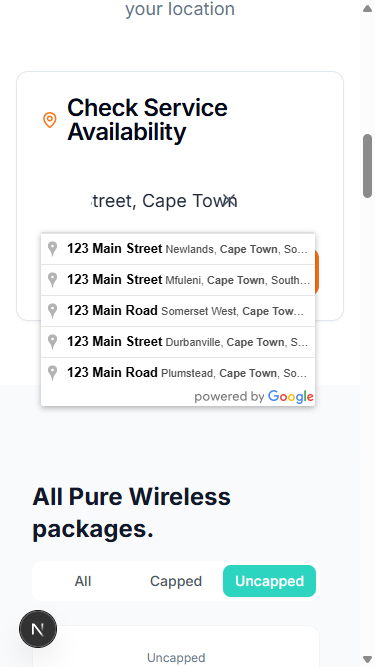 your location
Check Service
Availability
treet, Cape Town
123 Main Street Newlands, Cape Town, So...
123 Main Street Mfuleni, Cape Town, South...
123 Main Road Somerset West, Cape Tow...
123 Main Street Durbanville, Cape Town, S...
123 Main Road Plumstead, Cape Town, So...
powered by Google
All Pure Wireless
packages.
All Capped Uncapped
N
Uncapped